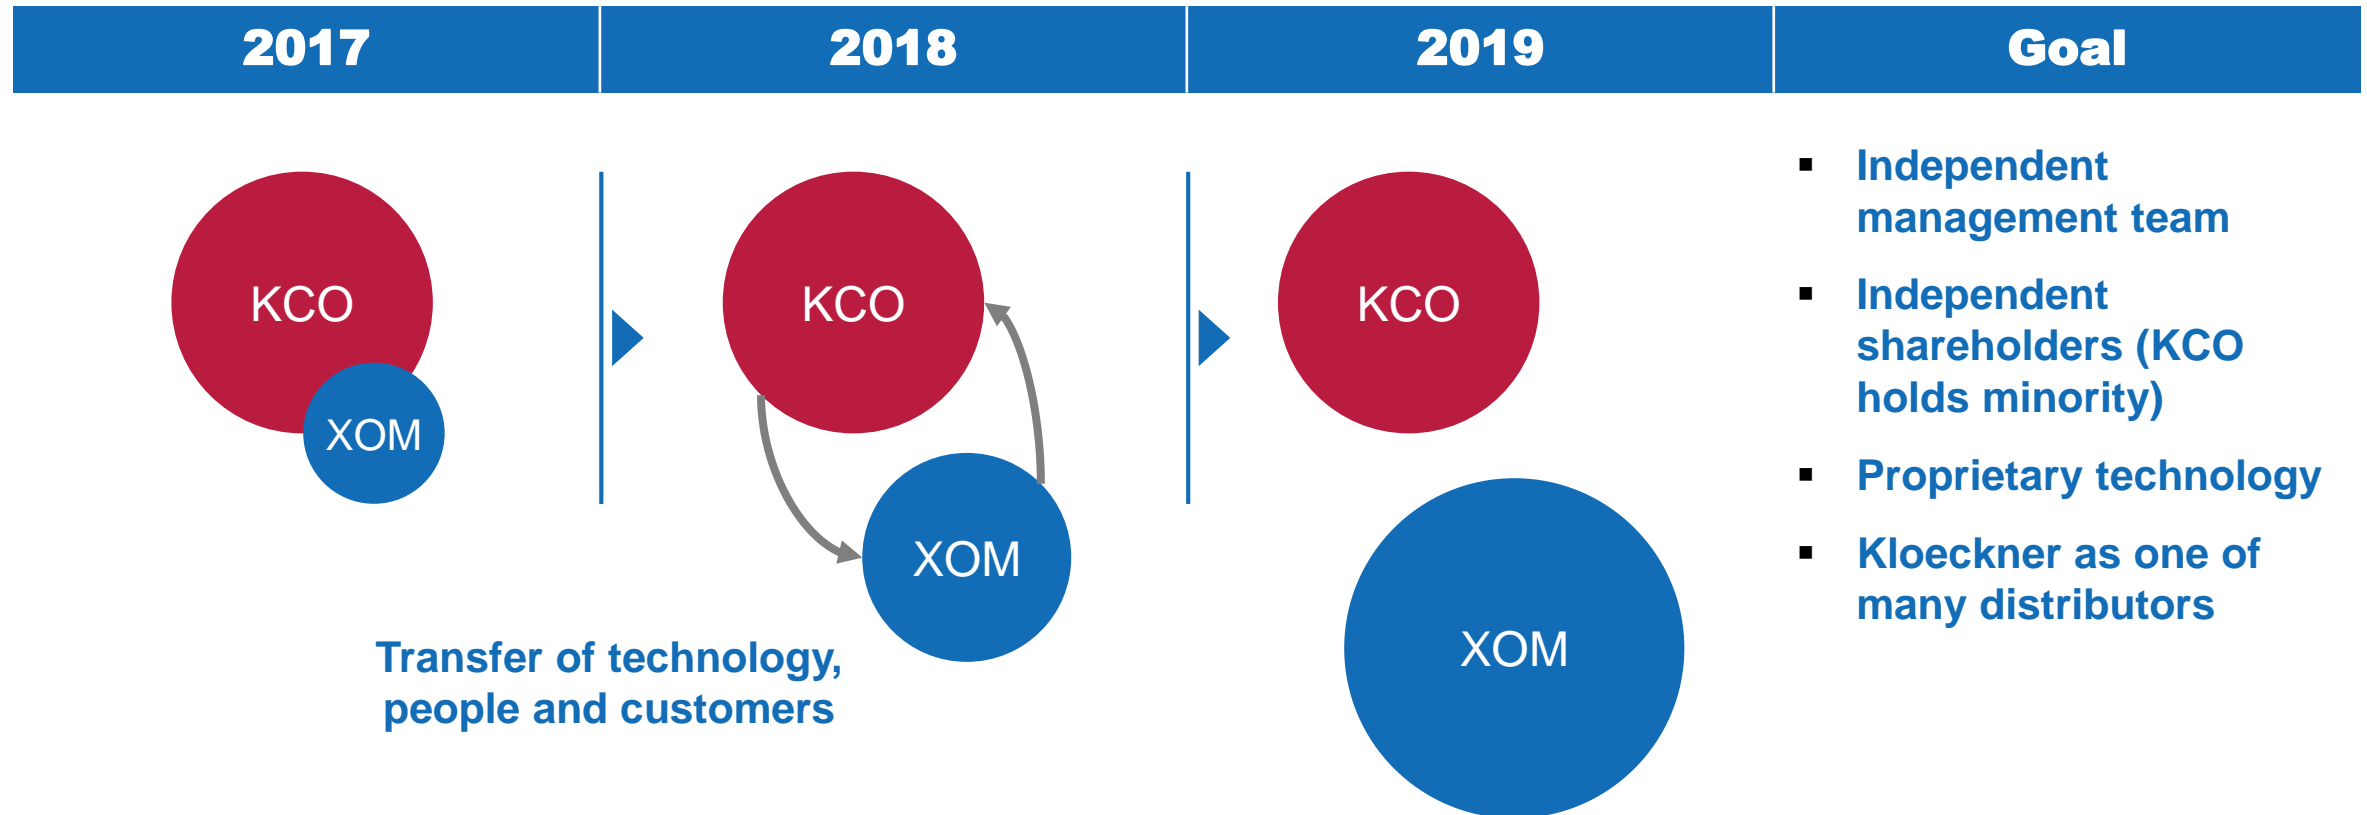 2017
2018
2019
Goal
KCO
XOM
KCO
XOM
Transfer of technology,
people and customers
KCO
XOM
▪ Independent
management team
▪ Independent
shareholders (KCO
holds minority)
▪ Proprietary technology
▪ Kloeckner as one of
many distributors